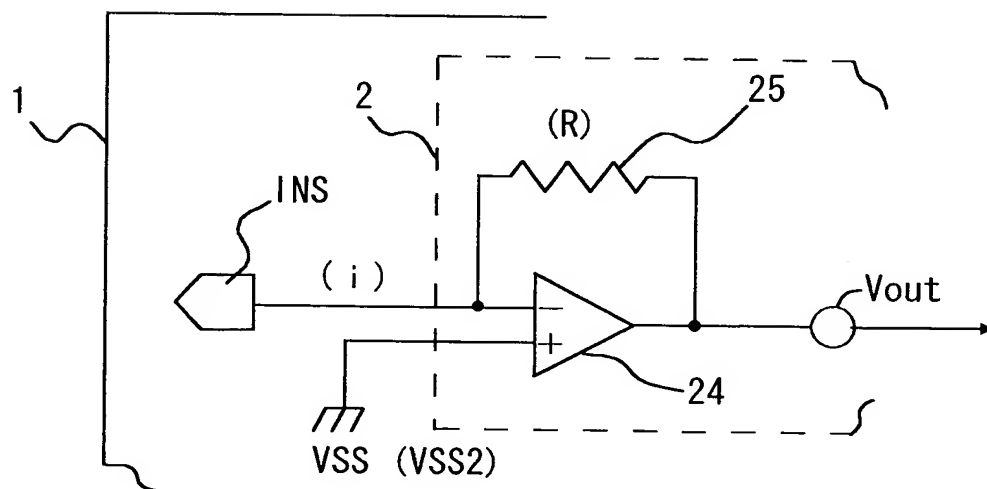 1
2
25
(R)
INS
(i)
Vout
−
+
24
VSS (VSS2)